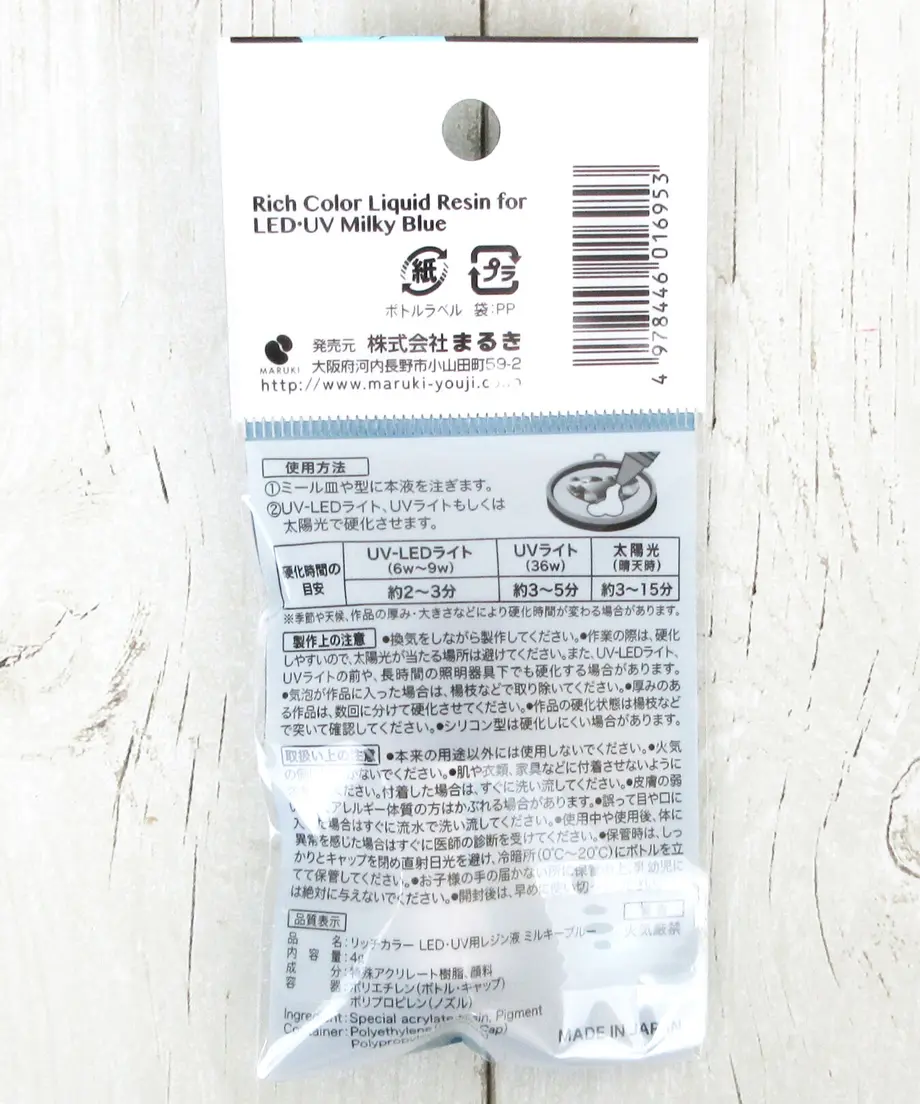 Rich Color Liquid Resin for
LED・UV Milky Blue
紙 プラ
ボトルラベル 袋:PP
MARUKI
発売元 株式会社まるき
大阪府河内長野市小山田町59-2
http://www.maruki-youji.
4 978446 016953
使用方法
①ミール皿や型に本液を注ぎます。
②UV-LEDライト、UVライトもしくは
太陽光で硬化させます。
硬化時間の目安 UV-LEDライト(6w〜9w) UVライト(36w) 太陽光(晴天時)
約2〜3分 約3〜5分 約3〜15分
※季節や天候、作品の厚み・大きさなどにより硬化時間が変わる場合があります。
製作上の注意 ●換気をしながら製作してください。●作業の際は、硬化
しやすいので、太陽光が当たる場所は避けてください。また、UV-LEDライト、
UVライトの前や、長時間の照明器具下でも硬化する場合があります。
●気泡が作品に入った場合は、楊枝などで取り除いてください。●厚みのあ
る作品は、数回に分けて硬化させてください。●作品の硬化状態は楊枝など
で突いて確認してください。●シリコン型は硬化しにくい場合があります。
取扱い上の注意 ●本来の用途以外には使用しないでください。●火気
の ないでください。●肌や衣類、家具などに付着させないように
ください。付着した場合は、すぐに洗い流してください。●皮膚の弱
い アレルギー体質の方はかぶれる場合があります。●誤って目や口に
入 た場合はすぐに流水で洗い流してください。●使用中や使用後、体に
異常を感じた場合はすぐに医師の診断を受けてください。●保管時は、しっ
かりとキャップを閉め直射日光を避け、冷暗所(0℃〜20℃)にボトルを立
てて保管してください。●お子様の手の届かない所に保管 乳幼児に
は絶対に与えないでください。●開封後は、早めに使い切
品質表示
火気厳禁
品 名:リッチカラー LED・UV用レジン液 ミルキーブルー
内容量:4g
成 分:特殊アクリレート樹脂、顔料
容 器:ポリエチレン(ボトル・キャップ)
ポリプロピレン(ノズル)
Ingredient:Special acrylate resin, Pigment
Container:Polyethylene( Cap)
Polypropyl
MADE IN JAPAN